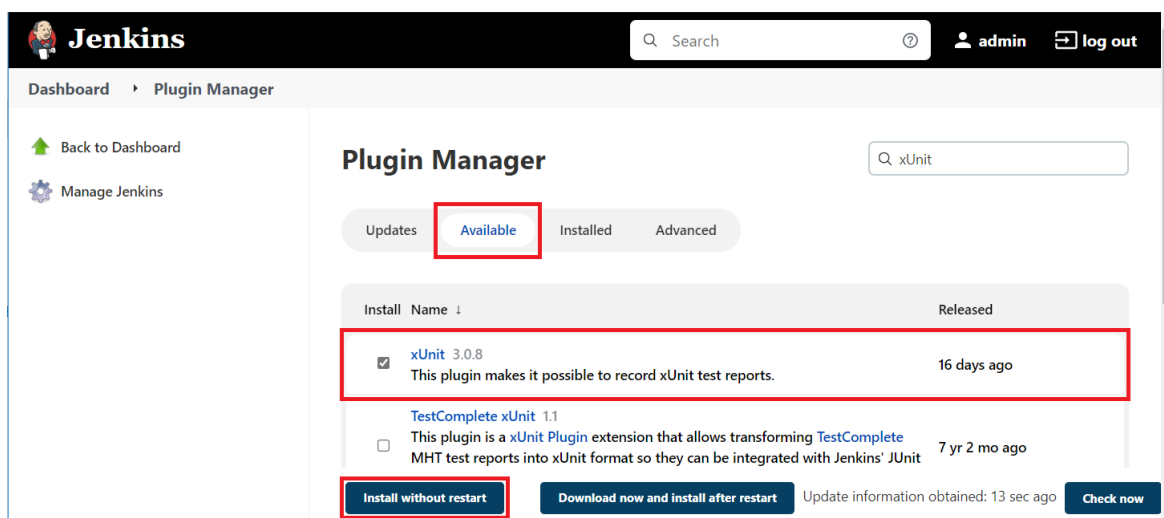 Jenkins
Search
admin
log out
Dashboard
Plugin Manager
Back to Dashboard
Manage Jenkins
Plugin Manager
xUnit
Updates
Available
Installed
Advanced
Install Name ↓ Released
xUnit 3.0.8
This plugin makes it possible to record xUnit test reports.
16 days ago
TestComplete xUnit 1.1
This plugin is a xUnit Plugin extension that allows transforming TestComplete
MHT test reports into xUnit format so they can be integrated with Jenkins' JUnit
7 yr 2 mo ago
Install without restart
Download now and install after restart
Update information obtained: 13 sec ago
Check now